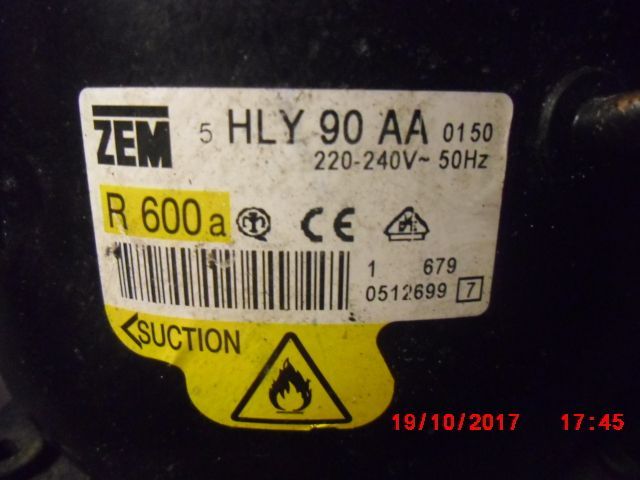 ZEM 5 HLY 90 AA 0150
220-240V~ 50Hz
R 600a CE
1 679
0512699 7
<SUCTION
19/10/2017 17:45